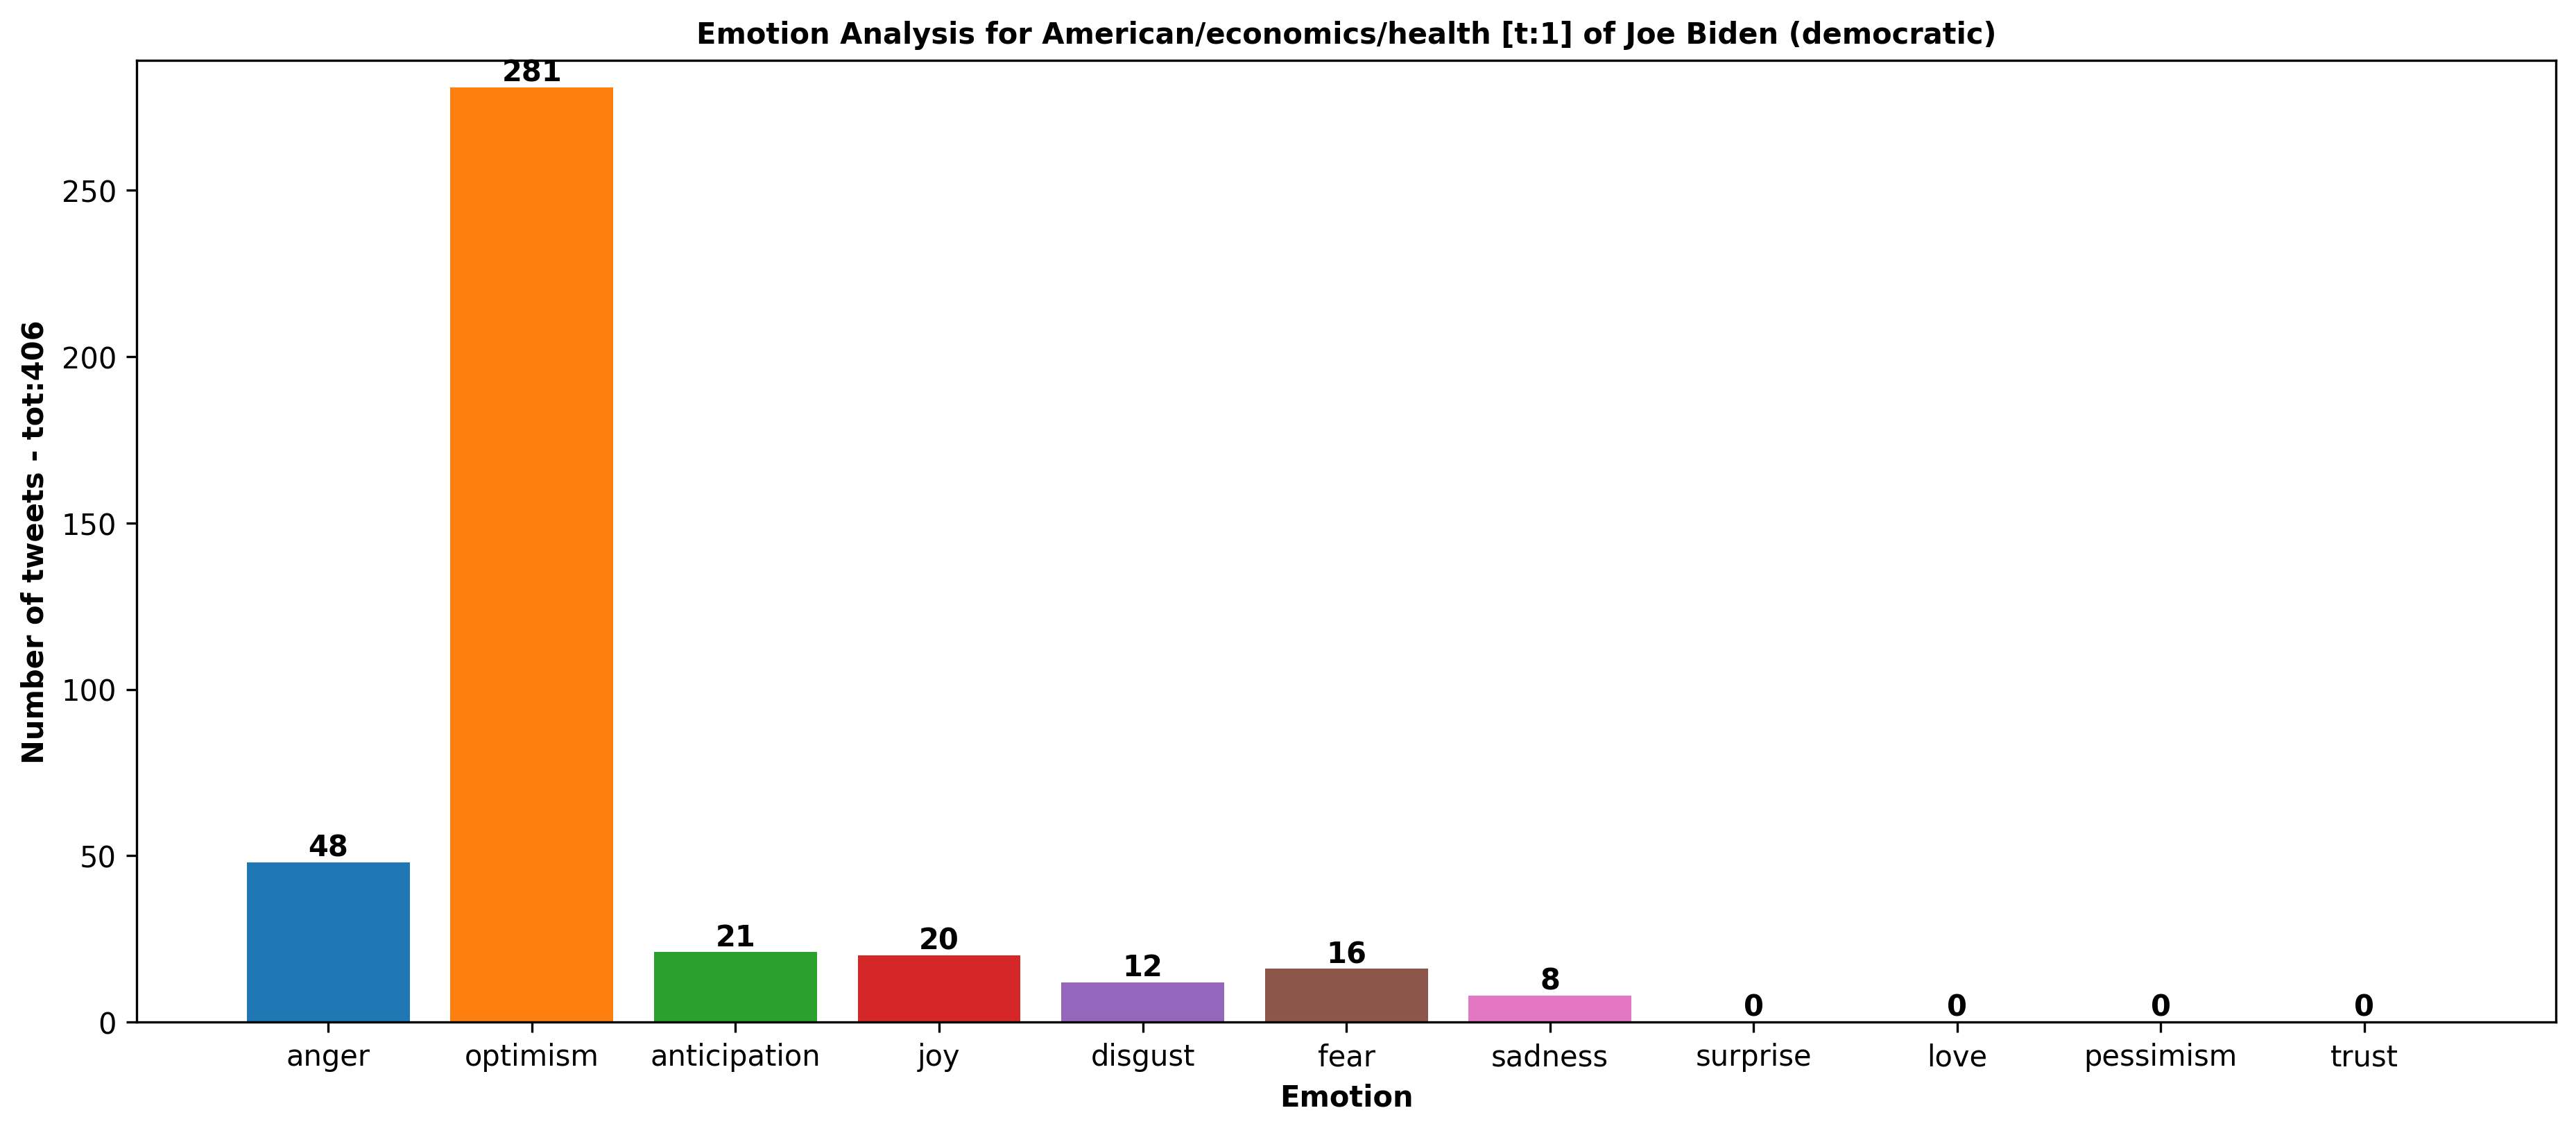 Emotion Analysis for American/economics/health [t:1] of Joe Biden (democratic)
Number of tweets - tot:406
250
200
150
100
50
0
48
281
21
20
12
16
8
0
0
0
0
anger
optimism
anticipation
joy
disgust
fear
sadness
surprise
love
pessimism
trust
Emotion